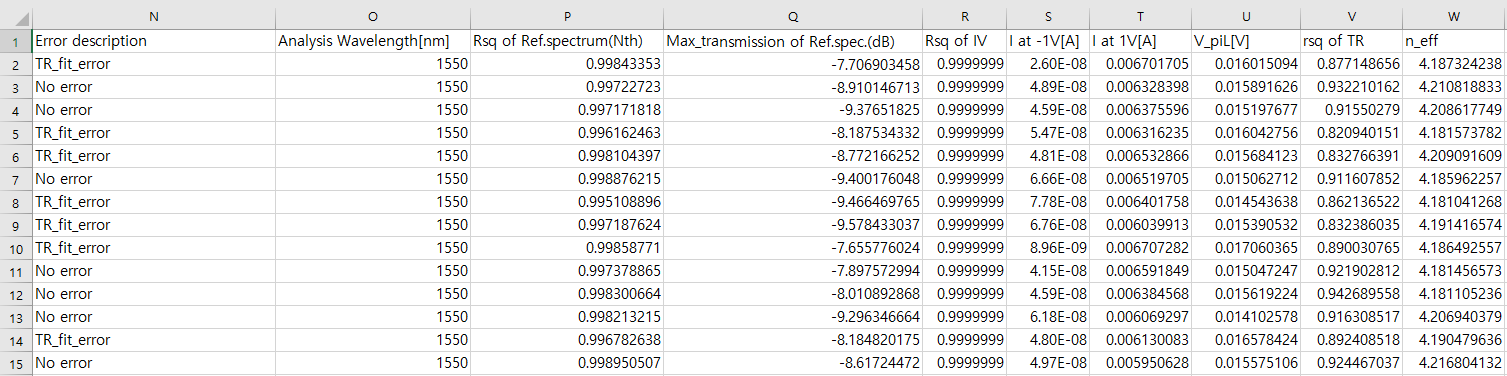 N O P Q R S T U V W
1 Error description Analysis Wavelength[nm] Rsq of Ref.spectrum(Nth) Max_transmission of Ref.spec.(dB) Rsq of IV I at -1V[A] I at 1V[A] V_piL[V] rsq of TR n_eff
2 TR_fit_error 1550 0.99843353 -7.706903458 0.9999999 2.60E-08 0.006701705 0.016015094 0.877148656 4.187324238
3 No error 1550 0.99722723 -8.910146713 0.9999999 4.89E-08 0.006328398 0.015891626 0.932210162 4.210818833
4 No error 1550 0.997171818 -9.37651825 0.9999999 4.59E-08 0.006375596 0.015197677 0.91550279 4.208617749
5 TR_fit_error 1550 0.996162463 -8.187534332 0.9999999 5.47E-08 0.006316235 0.016042756 0.820940151 4.181573782
6 TR_fit_error 1550 0.998104397 -8.772166252 0.9999999 4.81E-08 0.006532866 0.015684123 0.832766391 4.209091609
7 No error 1550 0.998876215 -9.400176048 0.9999999 6.66E-08 0.006519705 0.015062712 0.911607852 4.185962257
8 TR_fit_error 1550 0.995108896 -9.466469765 0.9999999 7.78E-08 0.006401758 0.014543638 0.862136522 4.181041268
9 TR_fit_error 1550 0.997187624 -9.578433037 0.9999999 6.76E-08 0.006039913 0.015390532 0.832386035 4.191416574
10 TR_fit_error 1550 0.99858771 -7.655776024 0.9999999 8.96E-09 0.006707282 0.017060365 0.890030765 4.186492557
11 No error 1550 0.997378865 -7.897572994 0.9999999 4.15E-08 0.006591849 0.015047247 0.921902812 4.181456573
12 No error 1550 0.998300664 -8.010892868 0.9999999 4.59E-08 0.006384568 0.015619224 0.942689558 4.181105236
13 No error 1550 0.998213215 -9.296346664 0.9999999 6.18E-08 0.006069297 0.014102578 0.916308517 4.206940379
14 TR_fit_error 1550 0.996782638 -8.184820175 0.9999999 4.80E-08 0.006130083 0.016578424 0.892408518 4.190479636
15 No error 1550 0.998950507 -8.61724472 0.9999999 4.97E-08 0.005950628 0.015575106 0.924467037 4.216804132